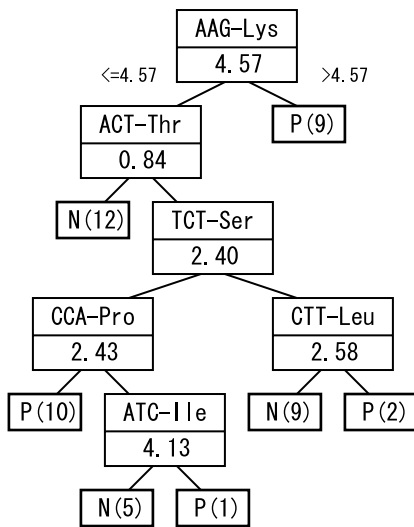 AAG-Lys
4.57
<=4.57
>4.57
ACT-Thr
0.84
P(9)
N(12)
TCT-Ser
2.40
CCA-Pro
2.43
CTT-Leu
2.58
P(10)
ATC-Ile
4.13
N(9)
P(2)
N(5)
P(1)